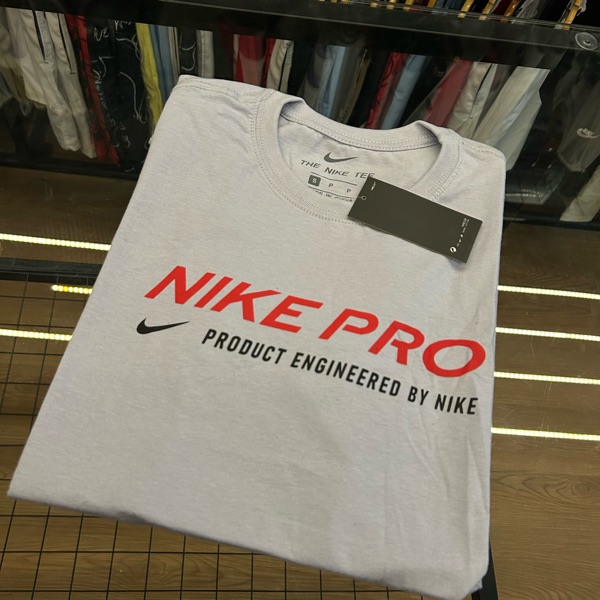 THE NIKE TEE
S P P
NIKE PRO
PRODUCT ENGINEERED BY NIKE